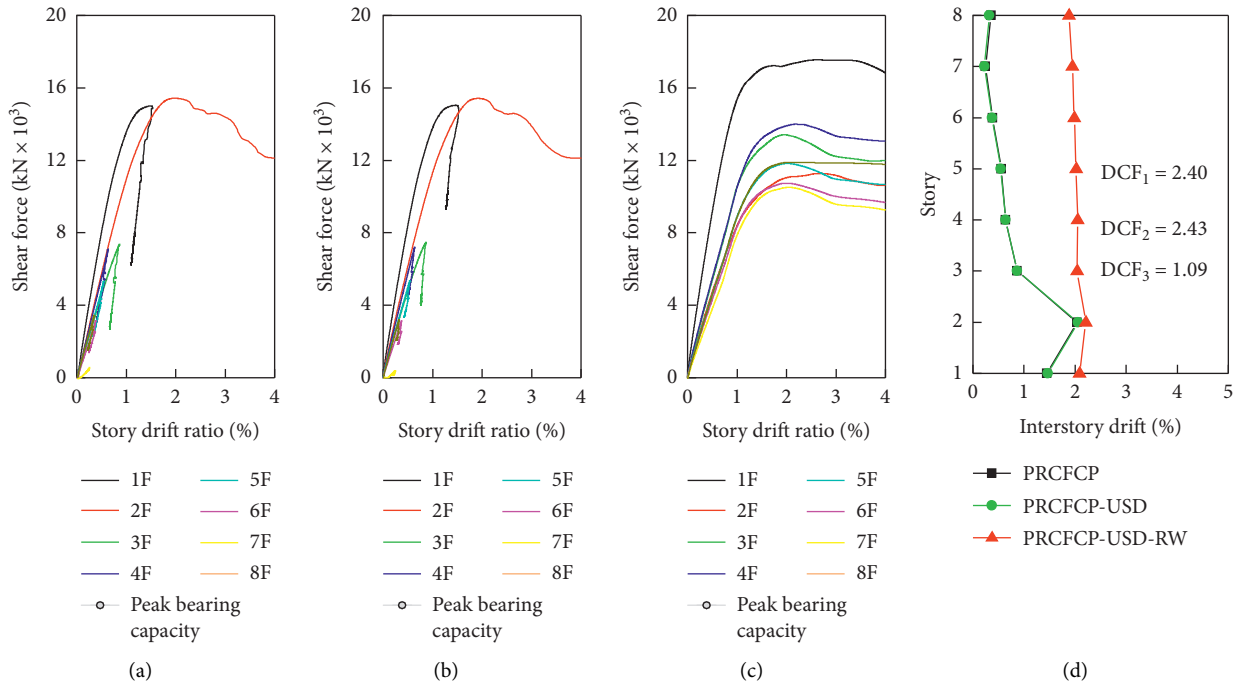 20
16
12
8
4
0
0 1 2 3 4
Shear force (kN × 10³)
Story drift ratio (%)
1F
2F
3F
4F
5F
6F
7F
8F
Peak bearing
capacity
(a)
20
16
12
8
4
0
0 1 2 3 4
Shear force (kN × 10³)
Story drift ratio (%)
1F
2F
3F
4F
5F
6F
7F
8F
Peak bearing
capacity
(b)
20
16
12
8
4
0
0 1 2 3 4
Shear force (kN × 10³)
Story drift ratio (%)
1F
2F
3F
4F
5F
6F
7F
8F
Peak bearing
capacity
(c)
8
7
6
5
4
3
2
1
0 1 2 3 4 5
Story
Interstory drift (%)
DCF₁ = 2.40
DCF₂ = 2.43
DCF₃ = 1.09
PRCFCP
PRCFCP-USD
PRCFCP-USD-RW
(d)